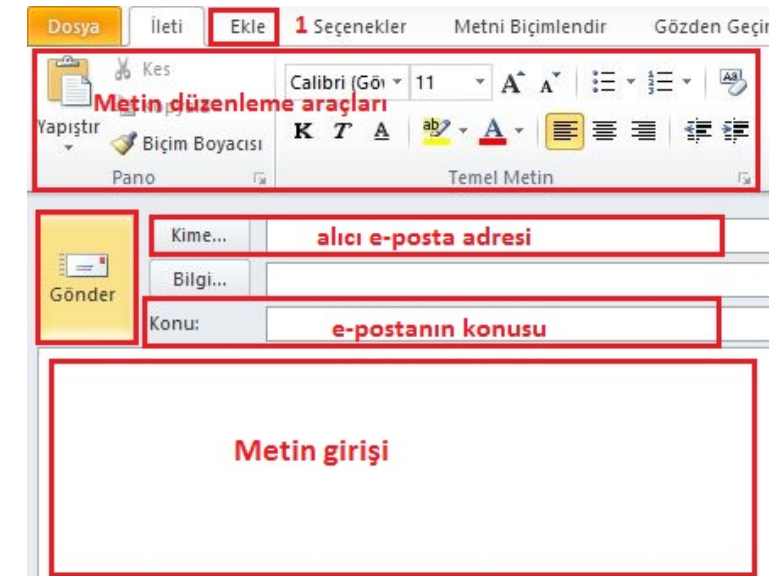 Dosya İleti Ekle 1 Seçenekler Metni Biçimlendir Gözden Geçir
Kes
Calibri (Göv 11 A A
Metin düzenleme araçları
Yapıştır
K T A ab A
Biçim Boyacısı
Pano Temel Metin
Kime... alıcı e-posta adresi
Bilgi...
Gönder
Konu: e-postanın konusu
Metin girişi